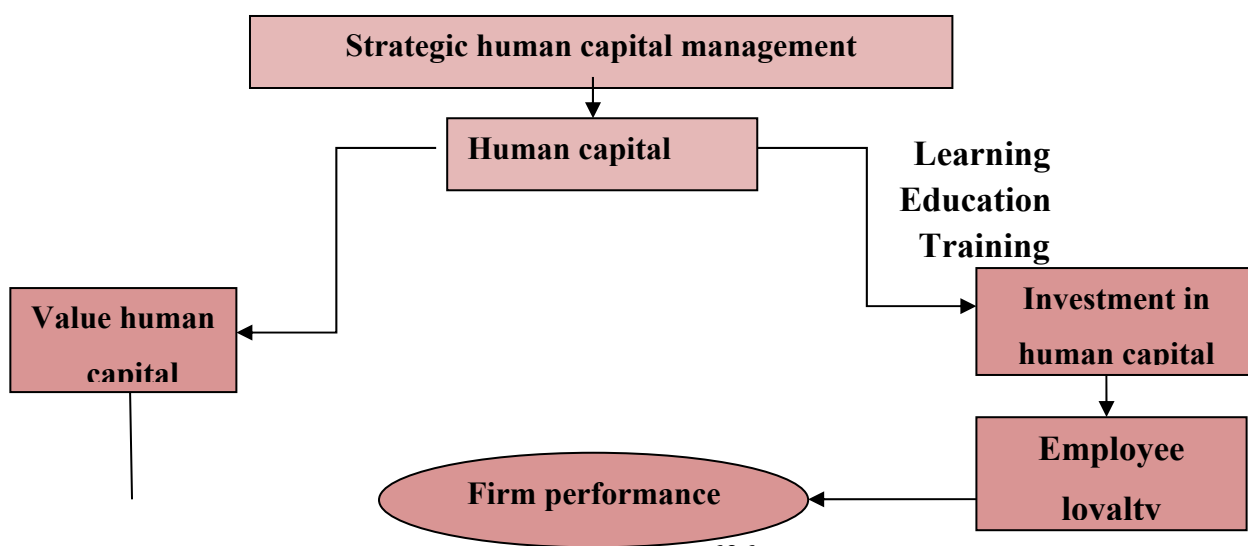 Strategic human capital management
Human capital
Learning
Education
Training
Value human
capital
Investment in
human capital
Employee
loyalty
Firm performance